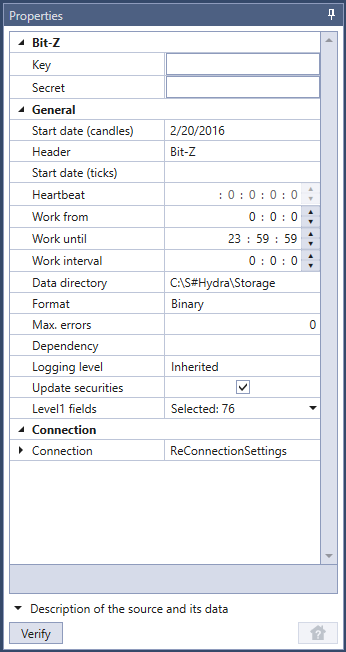 Properties
Bit-Z
Key
Secret
General
Start date (candles) 2/20/2016
Header Bit-Z
Start date (ticks)
Heartbeat : 0 : 0 : 0 : 0
Work from 0 : 0 : 0
Work until 23 : 59 : 59
Work interval 0 : 0 : 0
Data directory C:\S#Hydra\Storage
Format Binary
Max. errors 0
Dependency
Logging level Inherited
Update securities
Level1 fields Selected: 76
Connection
Connection ReConnectionSettings
Description of the source and its data
Verify